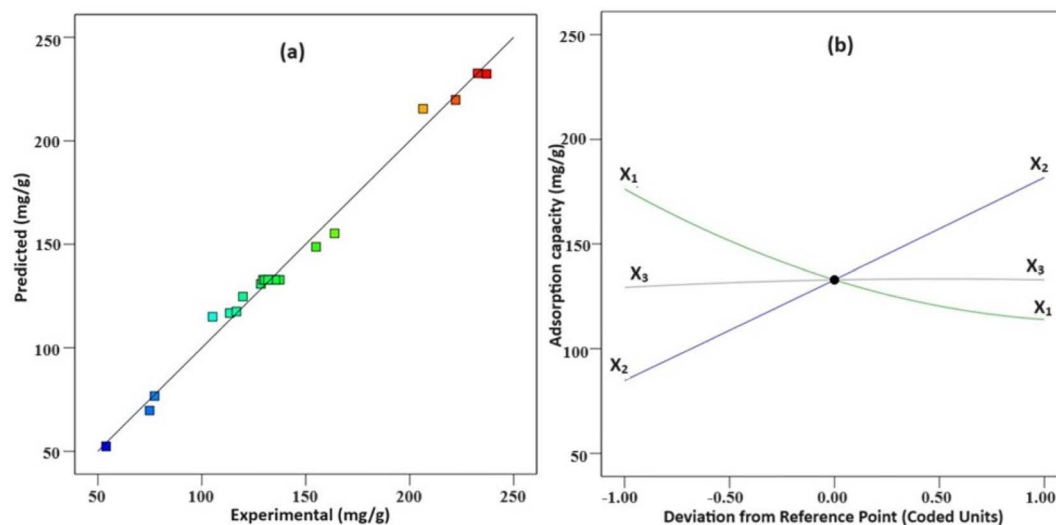 (a)
250
200
150
100
50
Predicted (mg/g)
50 100 150 200 250
Experimental (mg/g)
(b)
250
200
150
100
50
Adsorption capacity (mg/g)
X₁
X₂
X₃
X₃
X₁
X₂
-1.00 -0.50 0.00 0.50 1.00
Deviation from Reference Point (Coded Units)